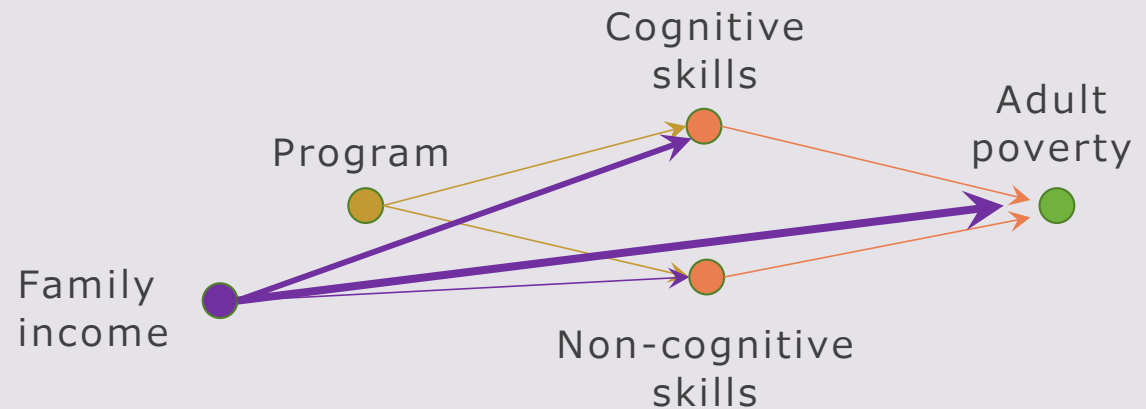 Cognitive
skills
Adult
poverty
Program
Family
income
Non-cognitive
skills